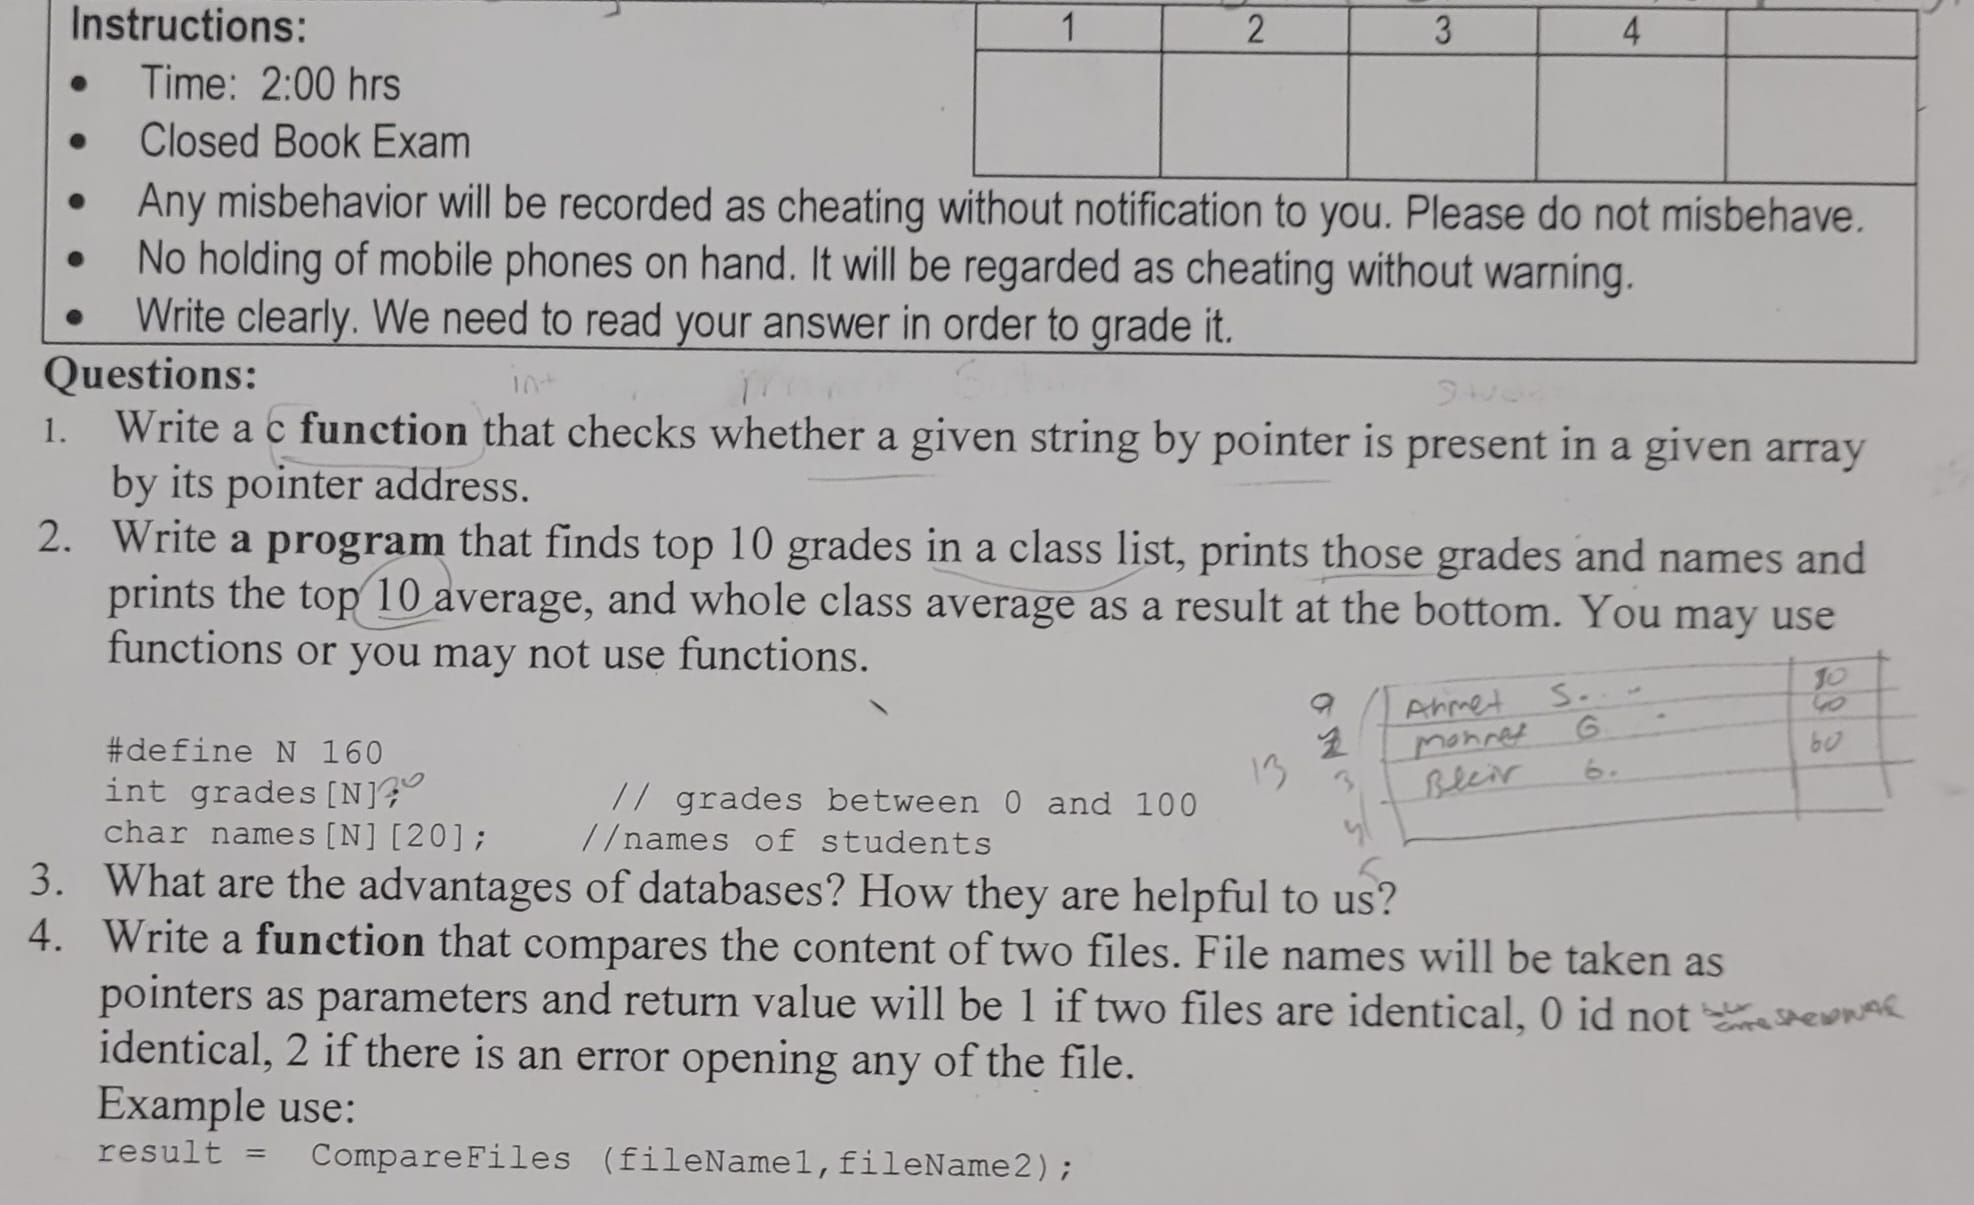 Instructions:
1 2 3 4
• Time: 2:00 hrs
• Closed Book Exam
• Any misbehavior will be recorded as cheating without notification to you. Please do not misbehave.
• No holding of mobile phones on hand. It will be regarded as cheating without warning.
• Write clearly. We need to read your answer in order to grade it.
Questions:
int
1. Write a c function that checks whether a given string by pointer is present in a given array
by its pointer address.
2. Write a program that finds top 10 grades in a class list, prints those grades and names and
prints the top 10 average, and whole class average as a result at the bottom. You may use
functions or you may not use functions.
Ahmet S.
G
60
13 3 6.
#define N 160
int grades[N]; // grades between 0 and 100
char names[N][20]; //names of students
3. What are the advantages of databases? How they are helpful to us?
4. Write a function that compares the content of two files. File names will be taken as
pointers as parameters and return value will be 1 if two files are identical, 0 id not
identical, 2 if there is an error opening any of the file.
Example use:
result = CompareFiles (fileName1,fileName2);